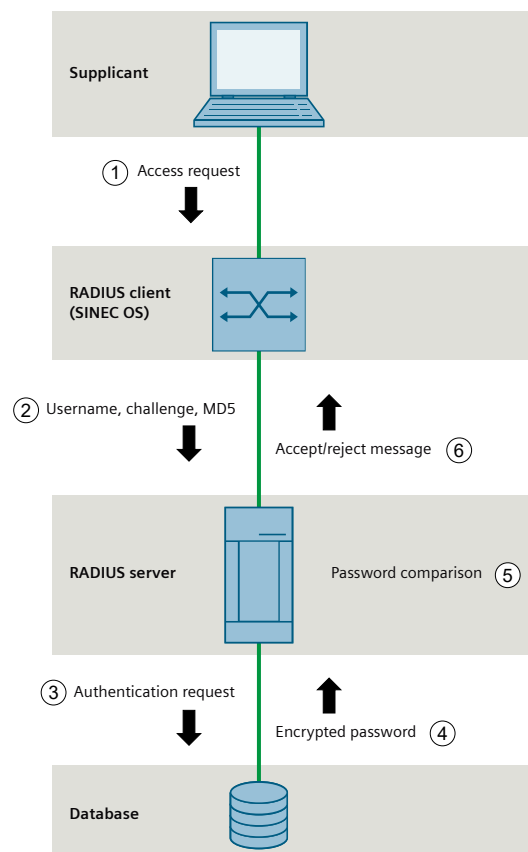 Supplicant
① Access request
RADIUS client
(SINEC OS)
② Username, challenge, MD5
Accept/reject message ⑥
RADIUS server
Password comparison ⑤
③ Authentication request
Encrypted password ④
Database